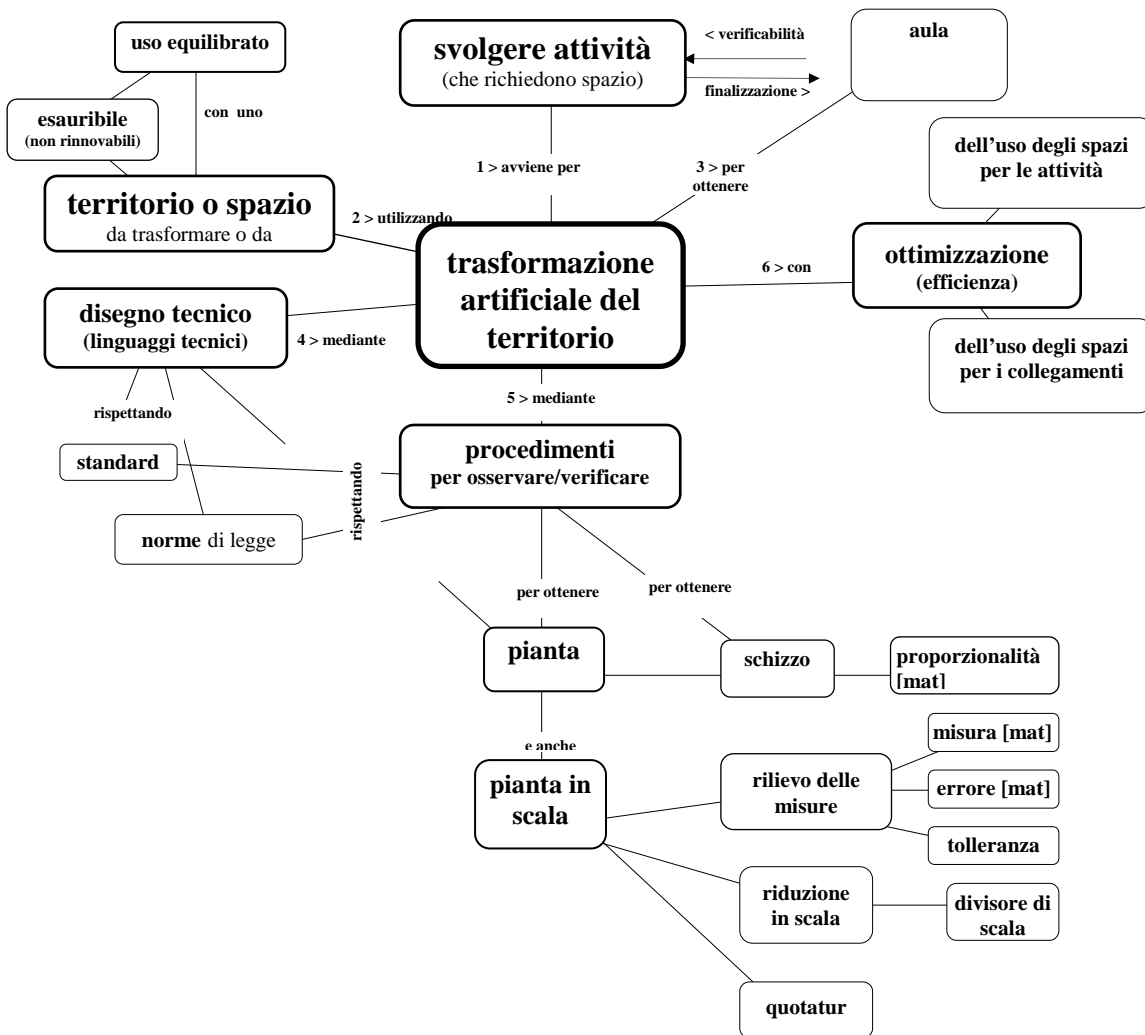 uso equilibrato
svolgere attività
(che richiedono spazio)
< verificabilità
finalizzazione >
aula
esauribile
(non rinnovabili)
con uno
1 > avviene per
3 > per
ottenere
dell'uso degli spazi
per le attività
territorio o spazio
da trasformare o da
2 > utilizzando
trasformazione
artificiale del
territorio
6 > con
ottimizzazione
(efficienza)
disegno tecnico
(linguaggi tecnici)
4 > mediante
dell'uso degli spazi
per i collegamenti
5 > mediante
rispettando
procedimenti
per osservare/verificare
standard
rispettando
norme di legge
per ottenere
per ottenere
pianta
schizzo
proporzionalità
[mat]
e anche
misura [mat]
pianta in
scala
rilievo delle
misure
errore [mat]
tolleranza
riduzione
in scala
divisore di
scala
quotatur